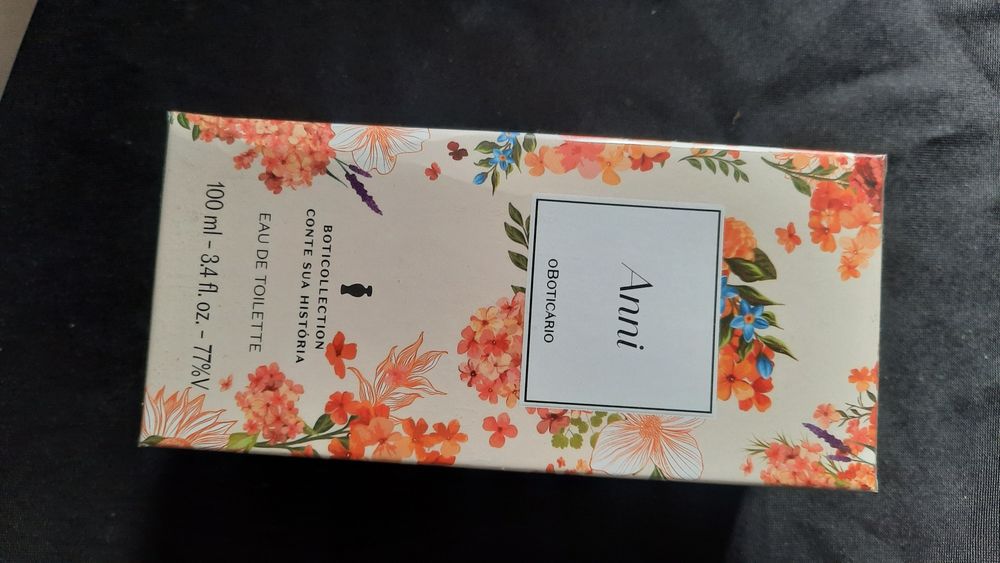 Anni
oBoticário
BOTICOLLECTION
CONTE SUA HISTÓRIA
EAU DE TOILETTE
100 ml - 3.4 fl. oz. - 77%V